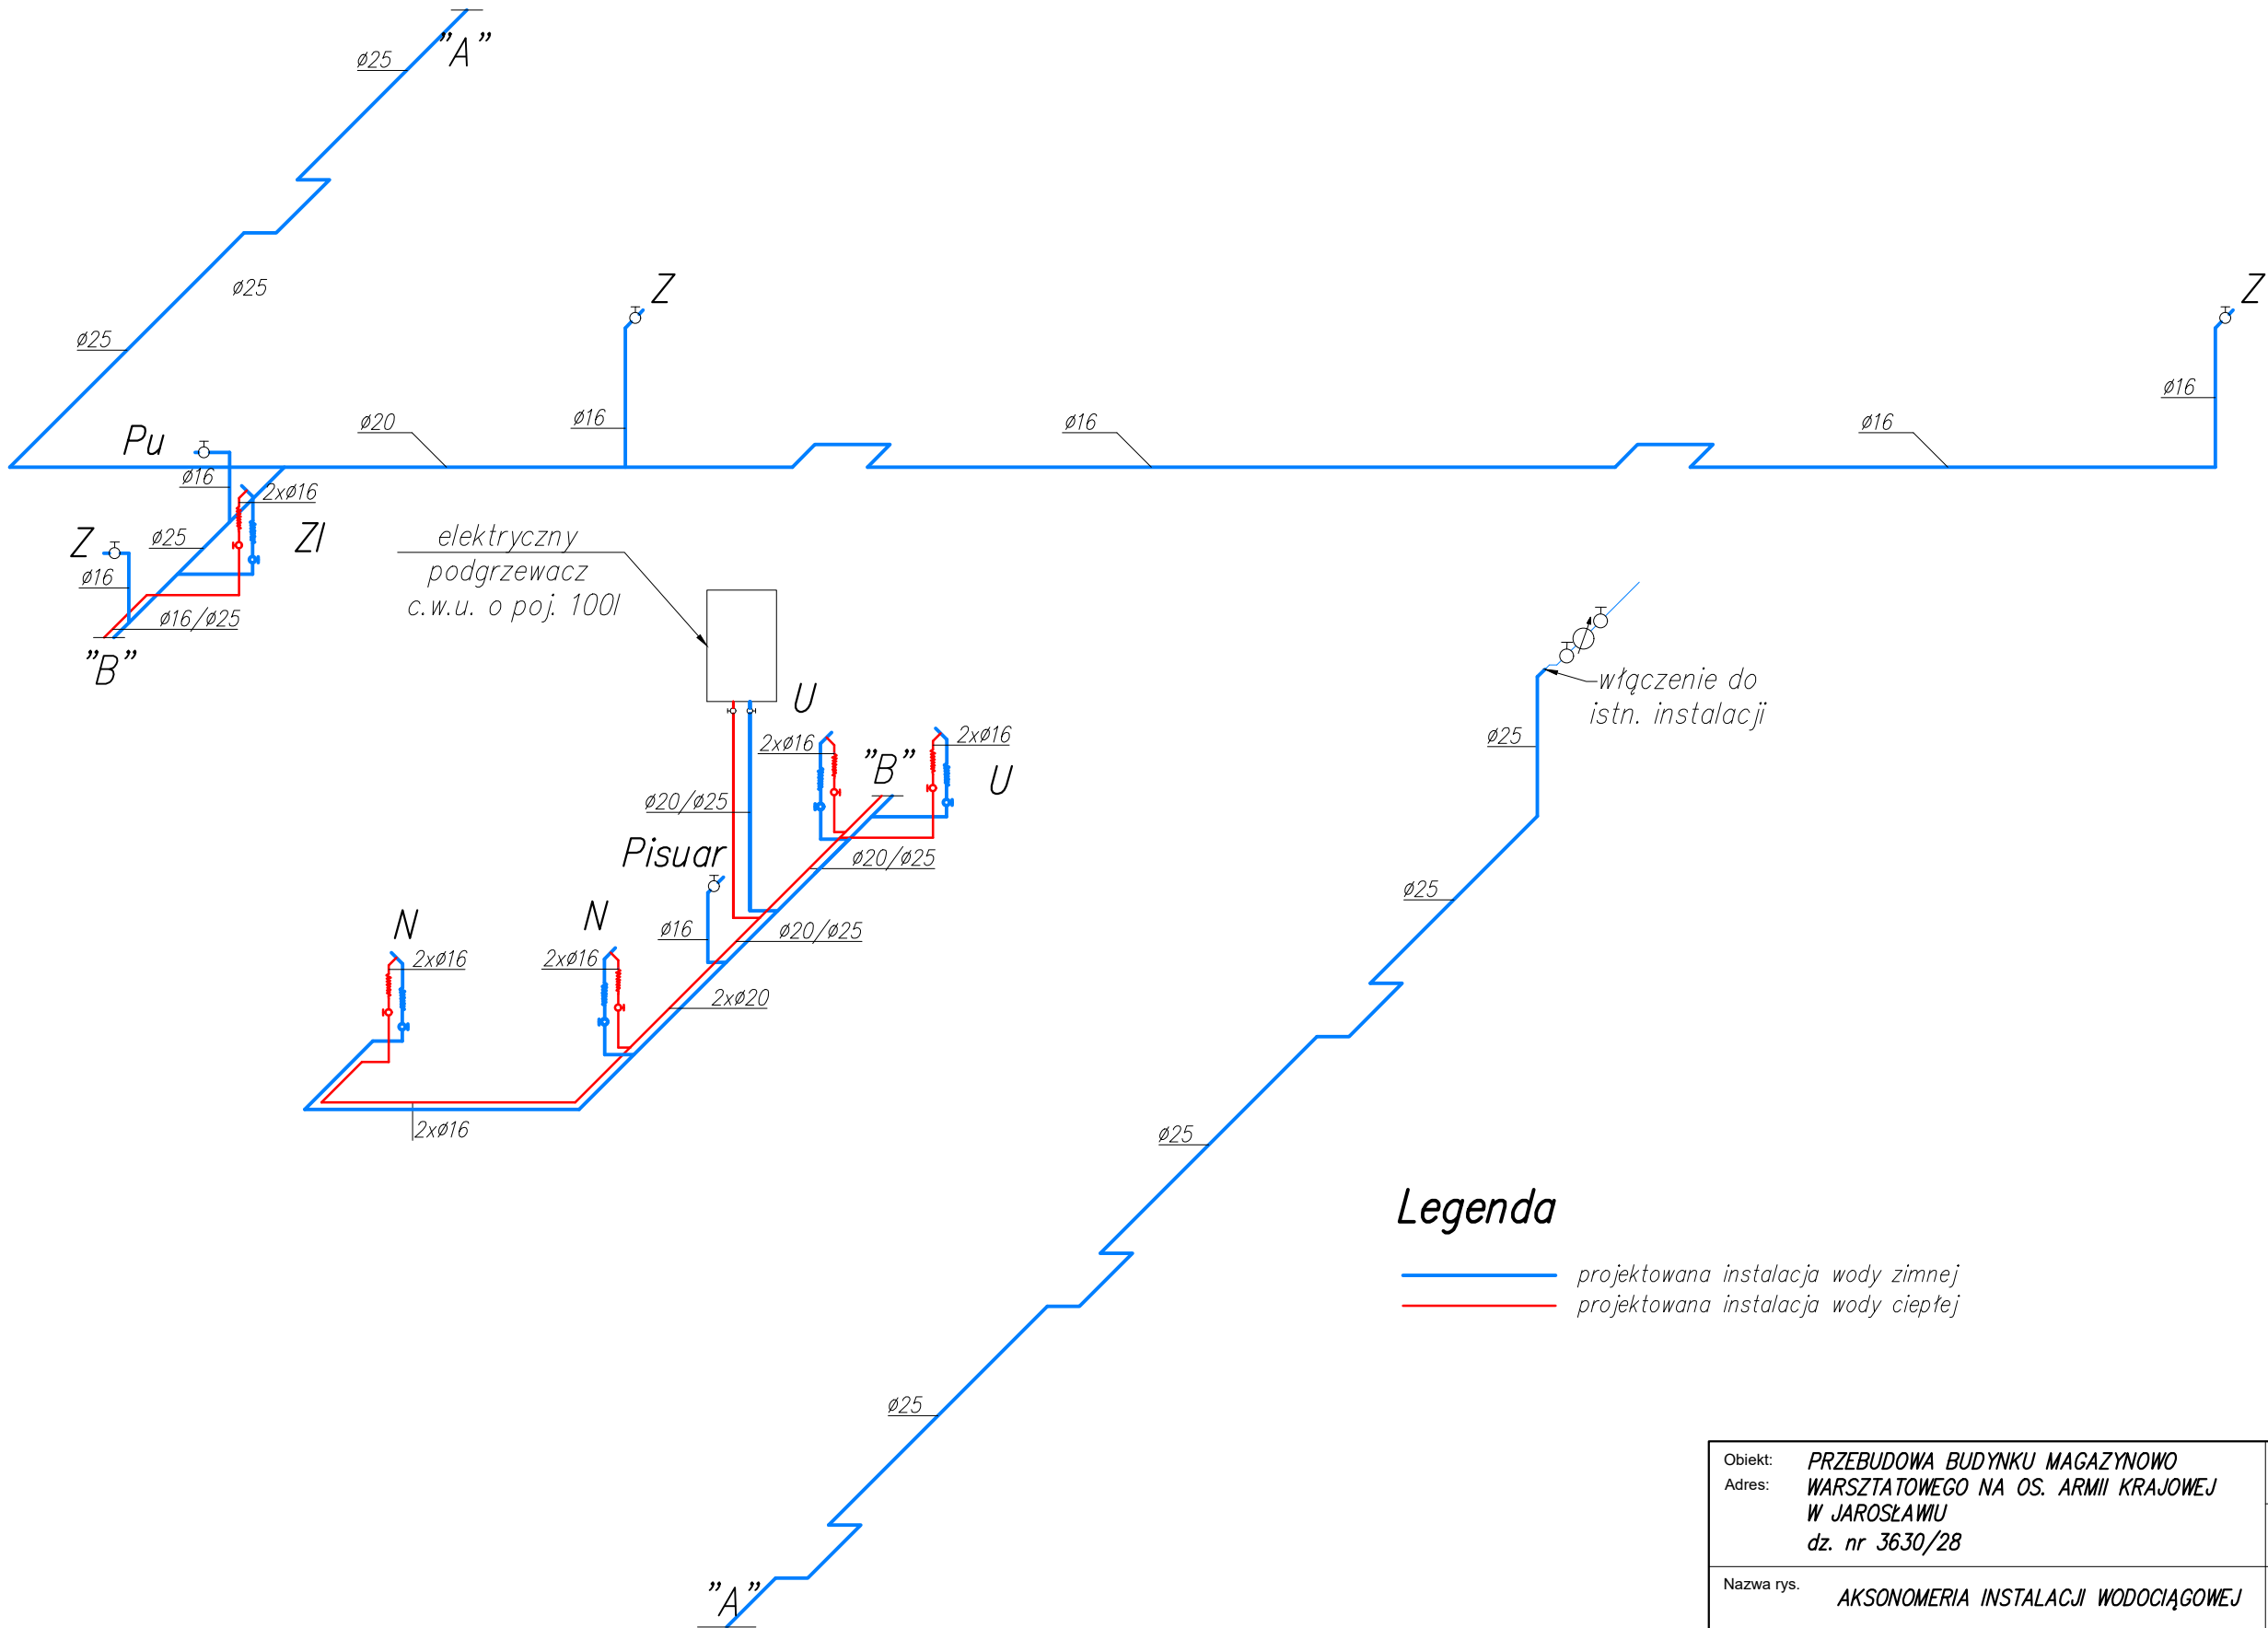 "A"
ø25
ø25
ø25
Z
Z
ø16
ø20
ø16
ø16
ø16
Pu
ø16
2xø16
Zl
Z
ø25
ø16
ø16/ø25
"B"
elektryczny
podgrzewacz
c.w.u. o poj. 100l
włączenie do
istn. instalacji
U
2xø16
"B"
2xø16
U
ø25
ø20/ø25
Pisuar
ø20/ø25
ø25
N
N
ø16
ø20/ø25
2xø16
2xø16
2xø20
2xø16
ø25
Legenda
projektowana instalacja wody zimnej
projektowana instalacja wody ciepłej
ø25
"A"
Obiekt: PRZEBUDOWA BUDYNKU MAGAZYNOWO
Adres: WARSZTATOWEGO NA OS. ARMII KRAJOWEJ
W JAROSŁAWIU
dz. nr 3630/28
Nazwa rys. AKSONOMERIA INSTALACJI WODOCIĄGOWEJ